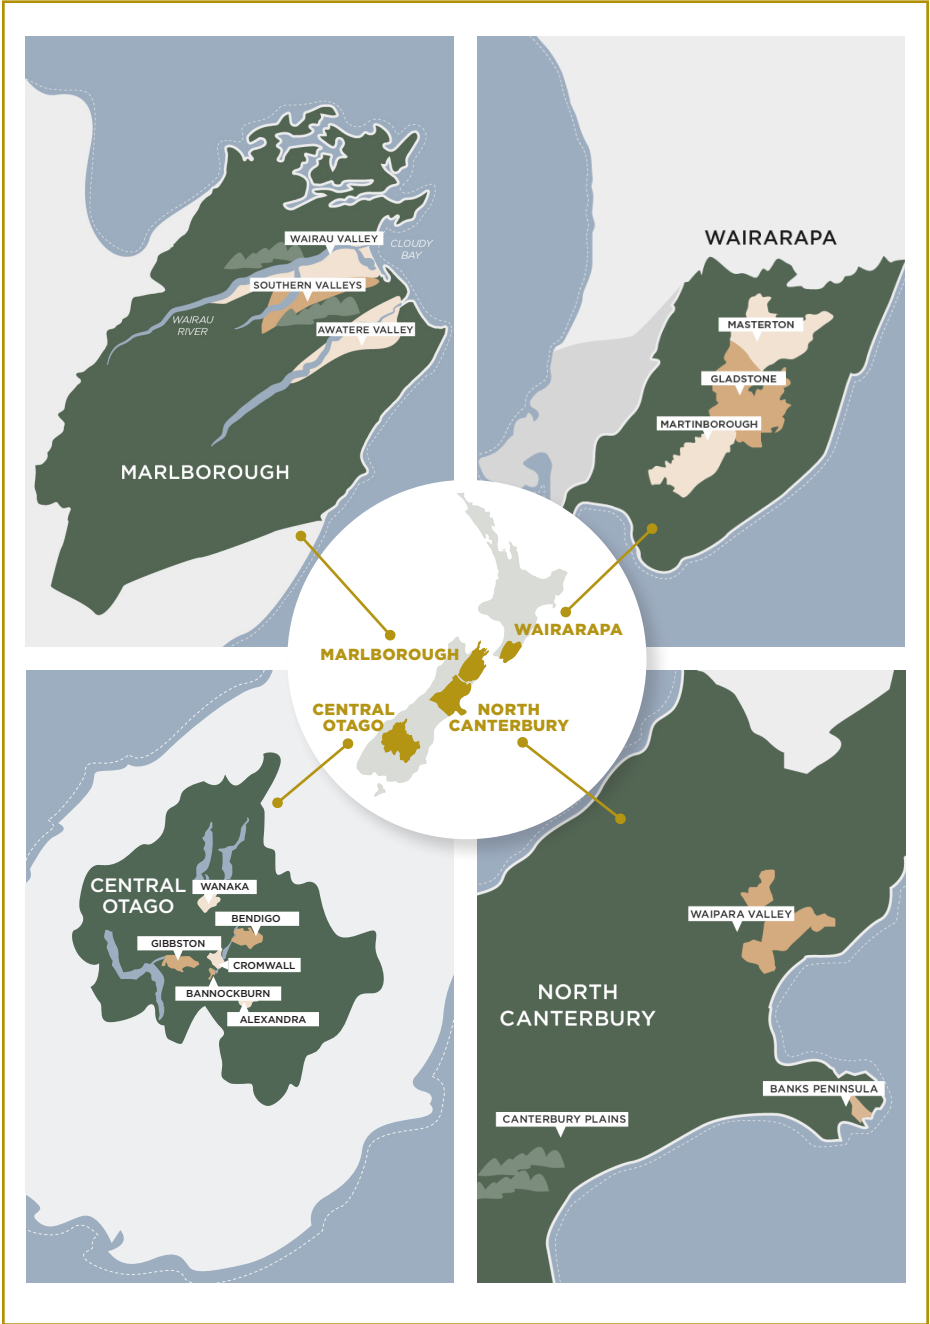 WAIRAU VALLEY
CLOUDY
BAY
SOUTHERN VALLEYS
WAIRAU
RIVER
AWATERE VALLEY
MARLBOROUGH
WAIRARAPA
MASTERTON
GLADSTONE
MARTINBOROUGH
WAIRARAPA
MARLBOROUGH
CENTRAL
OTAGO
NORTH
CANTERBURY
CENTRAL
OTAGO
WANAKA
BENDIGO
GIBBSTON
CROMWALL
BANNOCKBURN
ALEXANDRA
WAIPARA VALLEY
NORTH
CANTERBURY
BANKS PENINSULA
CANTERBURY PLAINS